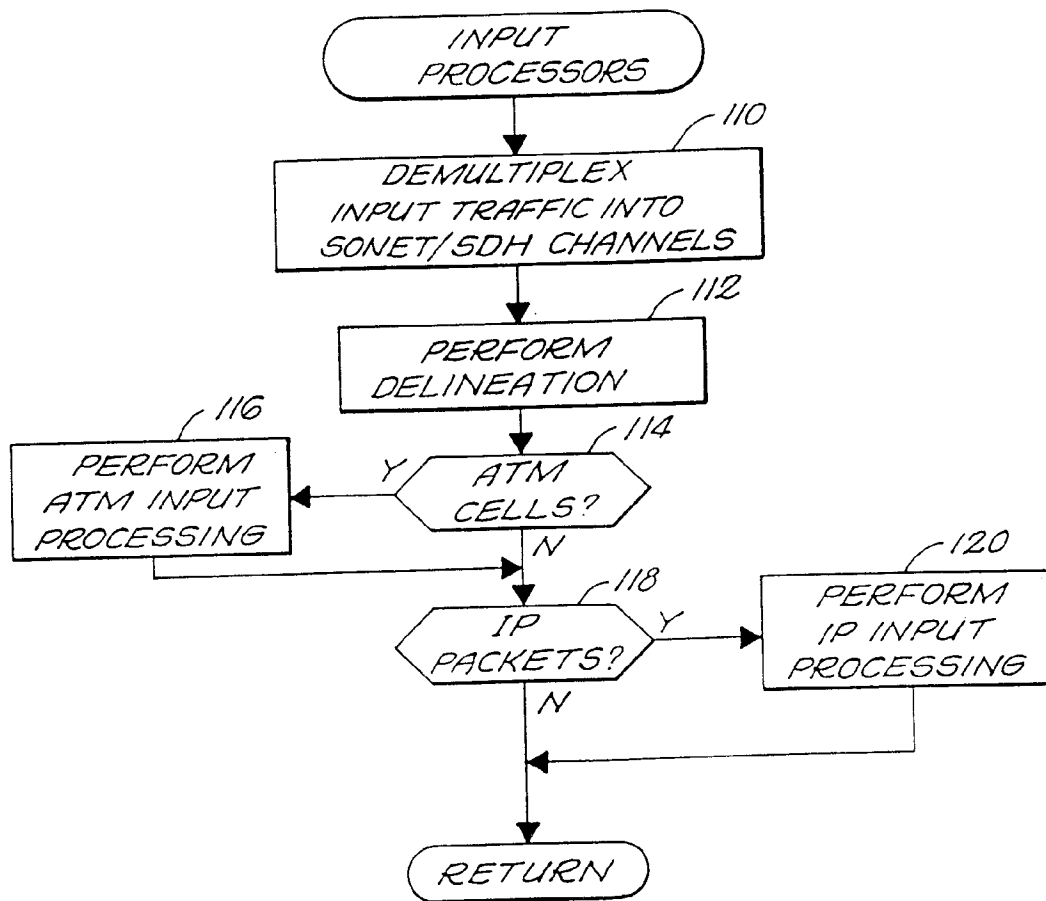 INPUT
PROCESSORS
110
DEMULTIPLEX
INPUT TRAFFIC INTO
SONET/SDH CHANNELS
112
PERFORM
DELINEATION
114
ATM
CELLS?
Y
116
PERFORM
ATM INPUT
PROCESSING
N
118
IP
PACKETS?
Y
120
PERFORM
IP INPUT
PROCESSING
N
RETURN